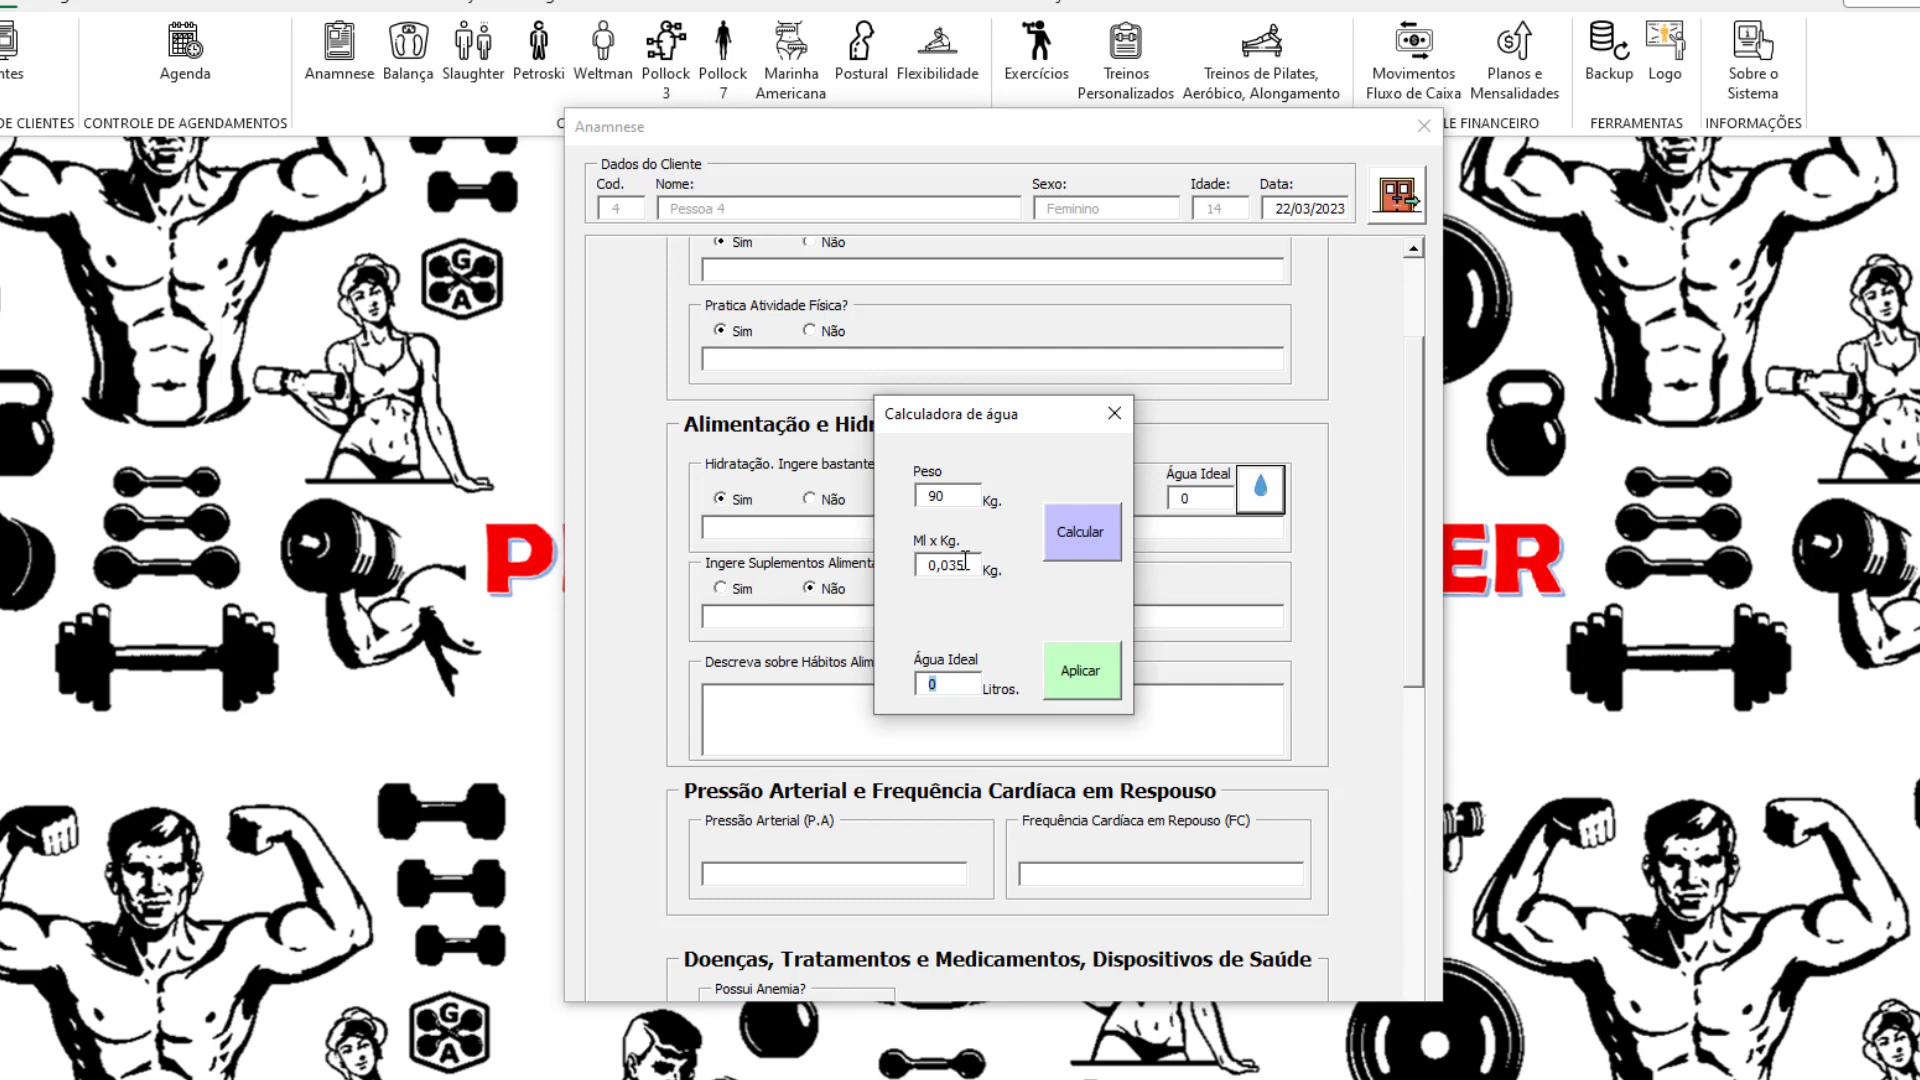 ntes
Agenda
Anamnese
Balança
Slaughter
Petroski
Weltman
Pollock
3
Pollock
7
Marinha
Americana
Postural
Flexibilidade
Exercícios
Treinos
Personalizados
Treinos de Pilates,
Aeróbico, Alongamento
Movimentos
Fluxo de Caixa
Planos e
Mensalidades
Backup
Logo
Sobre o
Sistema
DE CLIENTES
CONTROLE DE AGENDAMENTOS
LE FINANCEIRO
FERRAMENTAS
INFORMAÇÕES
Anamnese
Dados do Cliente
Cod. Nome: Sexo: Idade: Data:
4 Pessoa 4 Feminino 14 22/03/2023
Sim Não
Pratica Atividade Física?
Sim Não
Alimentação e Hidr
Hidratação. Ingere bastante
Sim Não
Água Ideal
0
Ingere Suplementos Alimenta
Sim Não
Descreva sobre Hábitos Alim
Calculadora de água
Peso
90 Kg.
Ml x Kg.
0,035 Kg.
Calcular
Água Ideal
0 Litros.
Aplicar
Pressão Arterial e Frequência Cardíaca em Respouso
Pressão Arterial (P.A)
Frequência Cardíaca em Repouso (FC)
Doenças, Tratamentos e Medicamentos, Dispositivos de Saúde
Possui Anemia?
P
ER
G
A
G
A